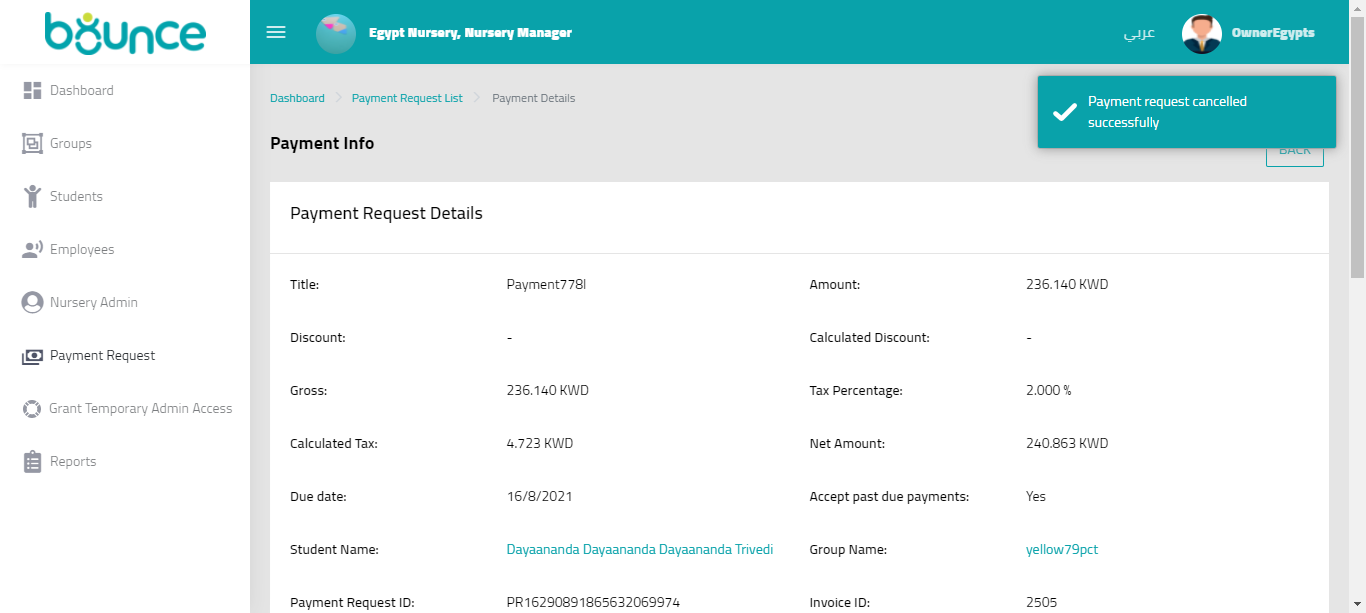 bounce
Egypt Nursery, Nursery Manager
عربي
OwnerEgypts
Dashboard
Groups
Students
Employees
Nursery Admin
Payment Request
Grant Temporary Admin Access
Reports
Dashboard > Payment Request List > Payment Details
Payment request cancelled
successfully
Payment Info
BACK
Payment Request Details
Title: Payment778I Amount: 236.140 KWD
Discount: - Calculated Discount: -
Gross: 236.140 KWD Tax Percentage: 2.000 %
Calculated Tax: 4.723 KWD Net Amount: 240.863 KWD
Due date: 16/8/2021 Accept past due payments: Yes
Student Name: Dayaananda Dayaananda Dayaananda Trivedi Group Name: yellow79pct
Payment Request ID: PR16290891865632069974 Invoice ID: 2505